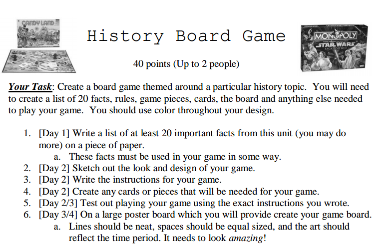 CANDY LAND
History Board Game
MONOPOLY
STAR WARS
40 points (Up to 2 people)
Your Task: Create a board game themed around a particular history topic. You will need
to create a list of 20 facts, rules, game pieces, cards, the board and anything else needed
to play your game. You should use color throughout your design.
1. [Day 1] Write a list of at least 20 important facts from this unit (you may do
more) on a piece of paper.
a. These facts must be used in your game in some way.
2. [Day 2] Sketch out the look and design of your game.
3. [Day 2] Write the instructions for your game.
4. [Day 2] Create any cards or pieces that will be needed for your game.
5. [Day 2/3] Test out playing your game using the exact instructions you wrote.
6. [Day 3/4] On a large poster board which you will provide create your game board.
a. Lines should be neat, spaces should be equal sized, and the art should
reflect the time period. It needs to look amazing!